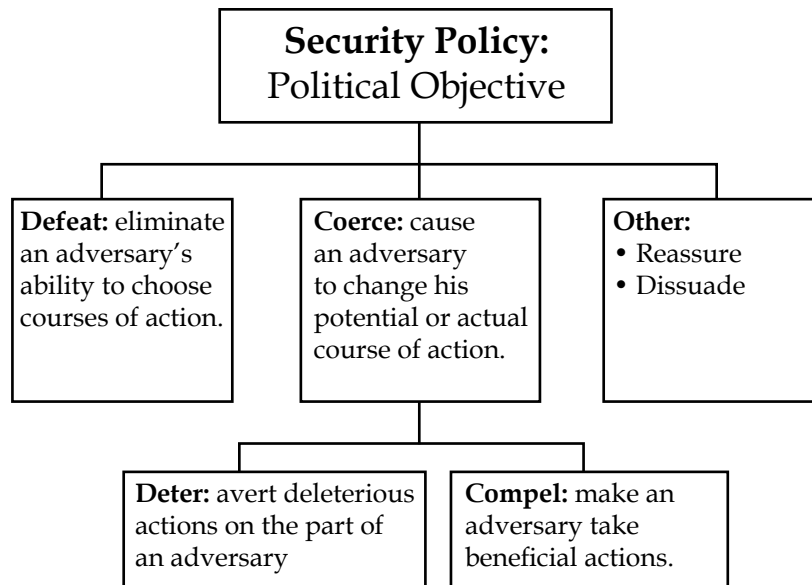 Security Policy:
Political Objective
Defeat: eliminate
an adversary’s
ability to choose
courses of action.
Coerce: cause
an adversary
to change his
potential or actual
course of action.
Other:
• Reassure
• Dissuade
Deter: avert deleterious
actions on the part of
an adversary
Compel: make an
adversary take
beneficial actions.